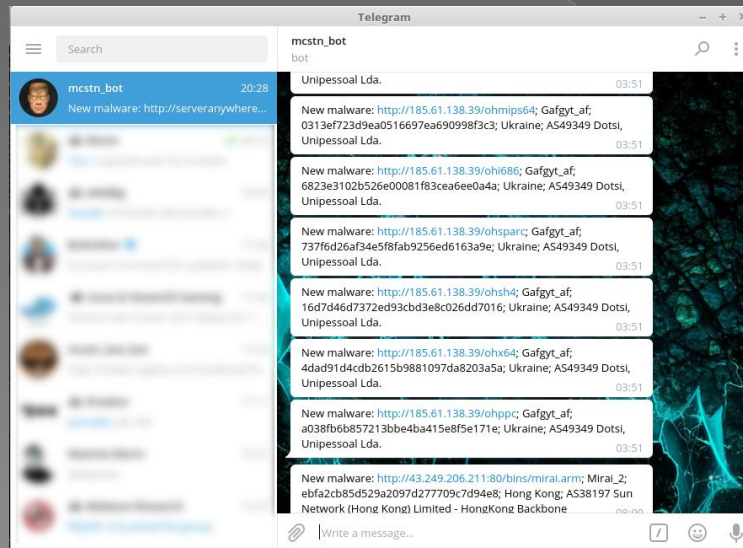 Telegram
Search
mcstn_bot
bot
mcstn_bot 20:28
New malware: http://serveranywhere...
Unipessoal Lda.
03:51
New malware: http://185.61.138.39/ohmips64; Gafgyt_af;
0313ef723d9ea0516697ea690998f3c3; Ukraine; AS49349 Dotsi,
Unipessoal Lda.
03:51
New malware: http://185.61.138.39/ohi686; Gafgyt_af;
6823e3102b526e00081f83cea6ee0a4a; Ukraine; AS49349 Dotsi,
Unipessoal Lda.
03:51
New malware: http://185.61.138.39/ohsparc; Gafgyt_af;
737f6d26af34e5f8fab9256ed6163a9e; Ukraine; AS49349 Dotsi,
Unipessoal Lda.
03:51
New malware: http://185.61.138.39/ohsh4; Gafgyt_af;
16d7d46d7372ed93cbd3e8c026dd7016; Ukraine; AS49349 Dotsi,
Unipessoal Lda.
03:51
New malware: http://185.61.138.39/ohx64; Gafgyt_af;
4dad91d4cdb2615b9881097da8203a5a; Ukraine; AS49349 Dotsi,
Unipessoal Lda.
03:51
New malware: http://185.61.138.39/ohppc; Gafgyt_af;
a038fb6b857213bbe4ba415e8f5e171e; Ukraine; AS49349 Dotsi,
Unipessoal Lda.
03:51
New malware: http://43.249.206.211:80/bins/mirai.arm; Mirai_2;
ebfa2cb85d529a2097d277709c7d94e8; Hong Kong; AS38197 Sun
Network (Hong Kong) Limited - HongKong Backbone
08:00
Write a message...